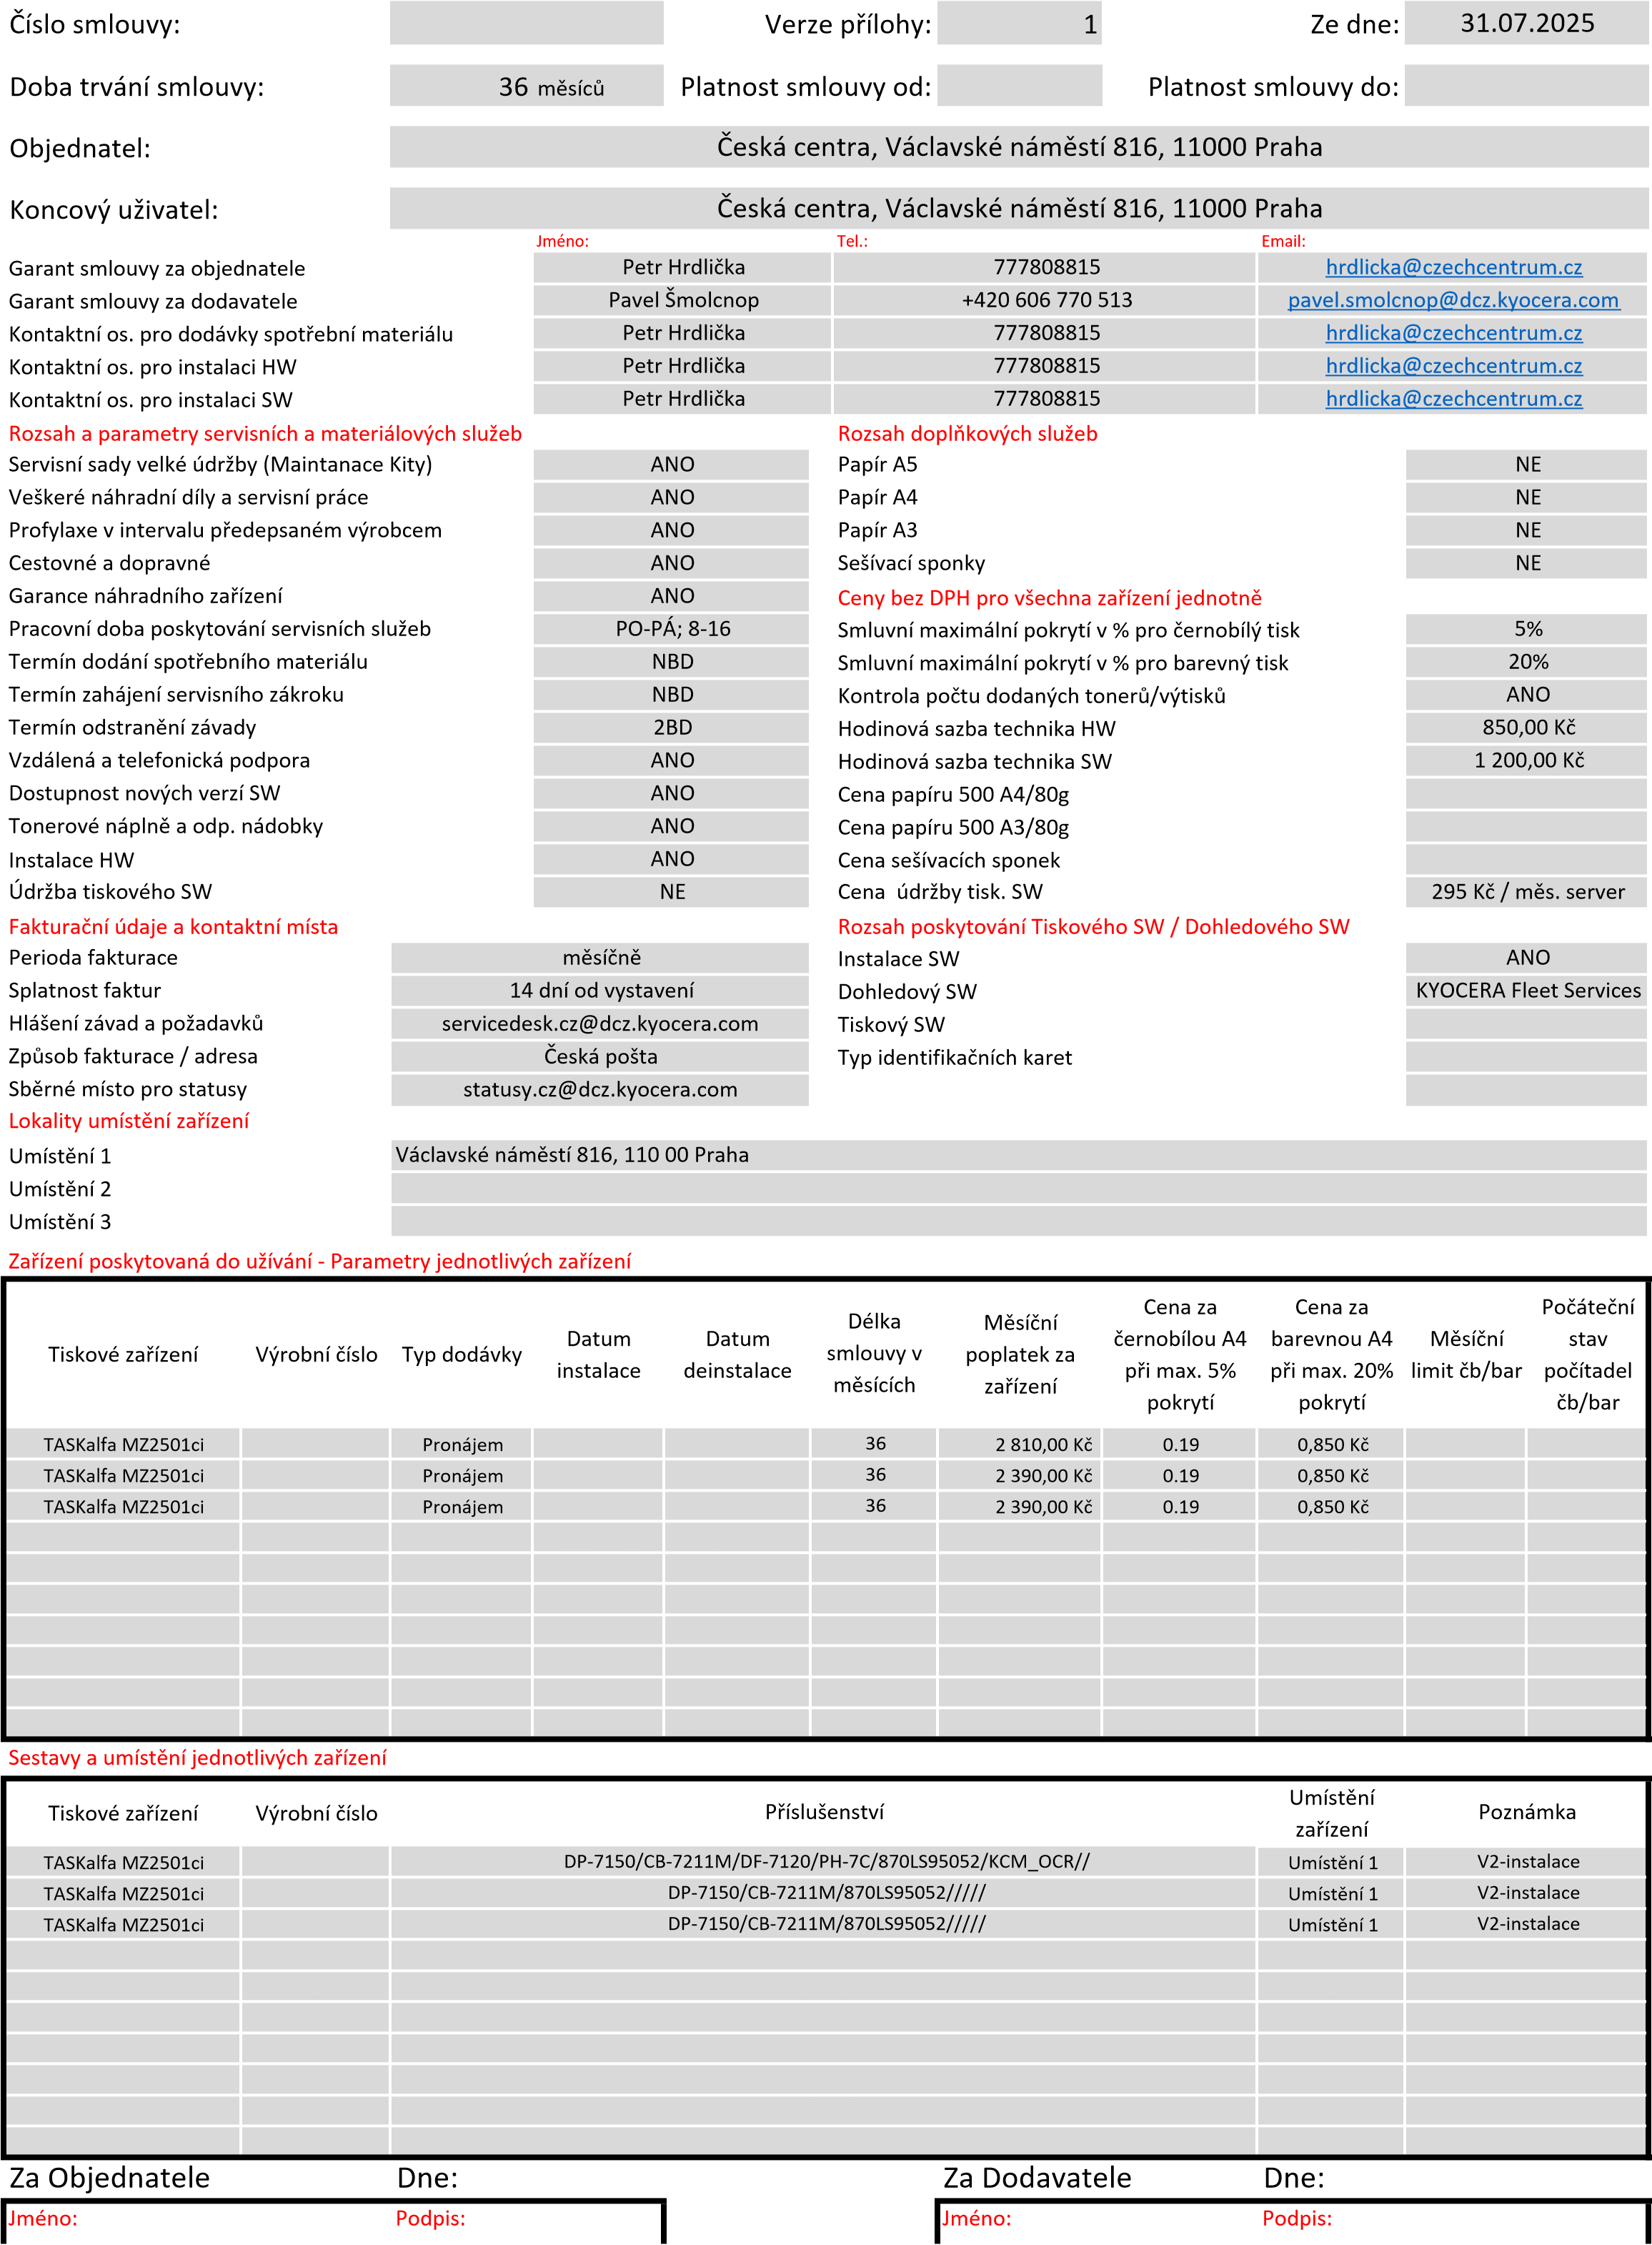 Číslo smlouvy: Verze přílohy: 1 Ze dne: 31.07.2025
Doba trvání smlouvy: 36 měsíců Platnost smlouvy od: Platnost smlouvy do:
Objednatel: Česká centra, Václavské náměstí 816, 11000 Praha
Koncový uživatel: Česká centra, Václavské náměstí 816, 11000 Praha
Jméno: Tel.: Email:
Garant smlouvy za objednatele Petr Hrdlička 777808815 hrdlicka@czechcentrum.cz
Garant smlouvy za dodavatele Pavel Šmolcnop +420 606 770 513 pavel.smolcnop@dcz.kyocera.com
Kontaktní os. pro dodávky spotřební materiálu Petr Hrdlička 777808815 hrdlicka@czechcentrum.cz
Kontaktní os. pro instalaci HW Petr Hrdlička 777808815 hrdlicka@czechcentrum.cz
Kontaktní os. pro instalaci SW Petr Hrdlička 777808815 hrdlicka@czechcentrum.cz
Rozsah a parametry servisních a materiálových služeb Rozsah doplňkových služeb
Servisní sady velké údržby (Maintanace Kity) ANO Papír A5 NE
Veškeré náhradní díly a servisní práce ANO Papír A4 NE
Profylaxe v intervalu předepsaném výrobcem ANO Papír A3 NE
Cestovné a dopravné ANO Sešívací sponky NE
Garance náhradního zařízení ANO Ceny bez DPH pro všechna zařízení jednotně
Pracovní doba poskytování servisních služeb PO-PÁ; 8-16 Smluvní maximální pokrytí v % pro černobílý tisk 5%
Termín dodání spotřebního materiálu NBD Smluvní maximální pokrytí v % pro barevný tisk 20%
Termín zahájení servisního zákroku NBD Kontrola počtu dodaných tonerů/výtisků ANO
Termín odstranění závady 2BD Hodinová sazba technika HW 850,00 Kč
Vzdálená a telefonická podpora ANO Hodinová sazba technika SW 1 200,00 Kč
Dostupnost nových verzí SW ANO Cena papíru 500 A4/80g
Tonerové náplně a odp. nádobky ANO Cena papíru 500 A3/80g
Instalace HW ANO Cena sešívacích sponek
Údržba tiskového SW NE Cena údržby tisk. SW 295 Kč / měs. server
Fakturační údaje a kontaktní místa Rozsah poskytování Tiskového SW / Dohledového SW
Perioda fakturace měsíčně Instalace SW ANO
Splatnost faktur 14 dní od vystavení Dohledový SW KYOCERA Fleet Services
Hlášení závad a požadavků servicedesk.cz@dcz.kyocera.com Tiskový SW
Způsob fakturace / adresa Česká pošta Typ identifikačních karet
Sběrné místo pro statusy statusy.cz@dcz.kyocera.com
Lokality umístění zařízení
Umístění 1 Václavské náměstí 816, 110 00 Praha
Umístění 2
Umístění 3
Zařízení poskytovaná do užívání - Parametry jednotlivých zařízení
Tiskové zařízení Výrobní číslo Typ dodávky Datum instalace Datum deinstalace Délka smlouvy v měsících Měsíční poplatek za zařízení Cena za černobílou A4 při max. 5% pokrytí Cena za barevnou A4 při max. 20% pokrytí Měsíční limit čb/bar Počáteční stav počítadel čb/bar
TASKalfa MZ2501ci Pronájem 36 2 810,00 Kč 0.19 0,850 Kč
TASKalfa MZ2501ci Pronájem 36 2 390,00 Kč 0.19 0,850 Kč
TASKalfa MZ2501ci Pronájem 36 2 390,00 Kč 0.19 0,850 Kč
Sestavy a umístění jednotlivých zařízení
Tiskové zařízení Výrobní číslo Příslušenství Umístění zařízení Poznámka
TASKalfa MZ2501ci DP-7150/CB-7211M/DF-7120/PH-7C/870LS95052/KCM_OCR// Umístění 1 V2-instalace
TASKalfa MZ2501ci DP-7150/CB-7211M/870LS95052///// Umístění 1 V2-instalace
TASKalfa MZ2501ci DP-7150/CB-7211M/870LS95052///// Umístění 1 V2-instalace
Za Objednatele Dne: Za Dodavatele Dne:
Jméno: Podpis: Jméno: Podpis: